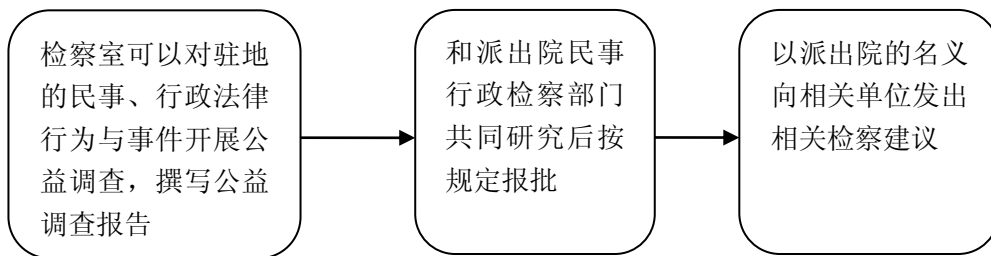 检察室可以对驻地
的民事、行政法律
行为与事件开展公
益调查，撰写公益
调查报告
和派出院民事
行政检察部门
共同研究后按
规定报批
以派出院的名义
向相关单位发出
相关检察建议